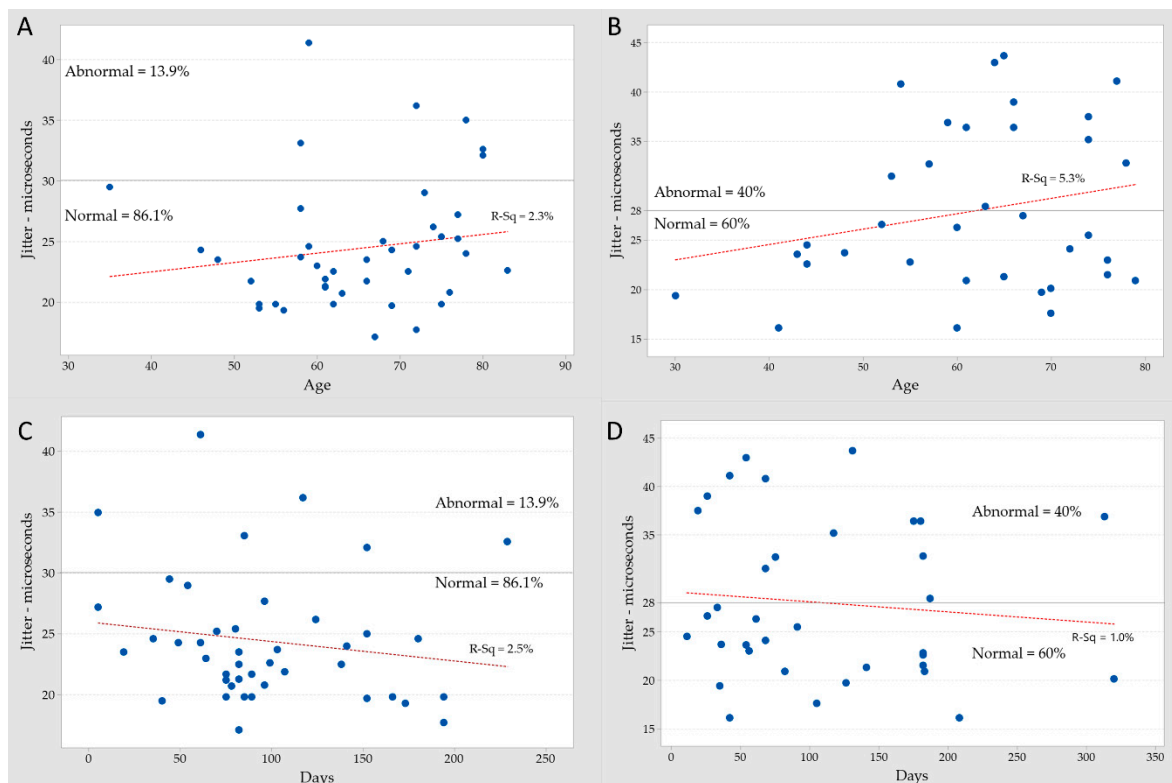 A
Jitter - microseconds
40
35
30
25
20
Abnormal = 13.9%
Normal = 86.1%
R-Sq = 2.3%
30 40 50 60 70 80 90
Age
B
Jitter - microseconds
45
40
35
28
25
20
15
Abnormal = 40%
Normal = 60%
R-Sq = 5.3%
30 40 50 60 70 80
Age
C
Jitter - microseconds
40
35
30
25
20
Abnormal = 13.9%
Normal = 86.1%
R-Sq = 2.5%
0 50 100 150 200 250
Days
D
Jitter - microseconds
45
40
35
28
25
20
15
Abnormal = 40%
R-Sq = 1.0%
Normal = 60%
0 50 100 150 200 250 300 350
Days